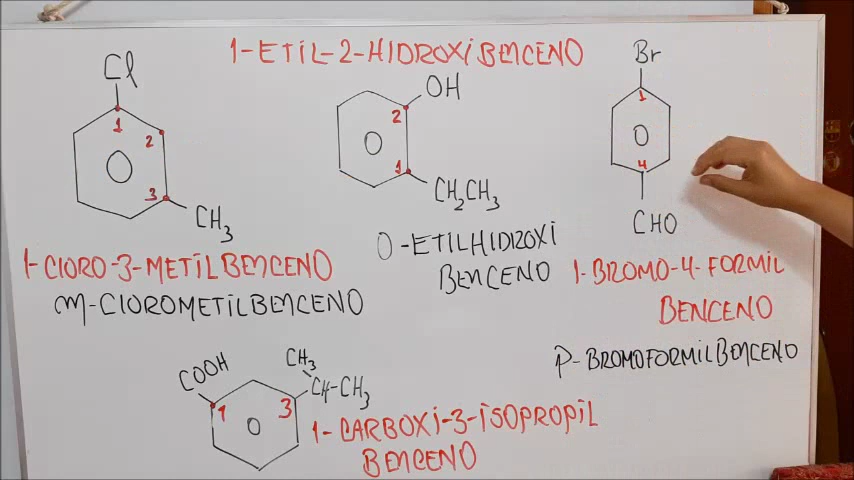 1-ETIL-2-HIDROXIBENCENO
Cl
1
2
3
CH3
1-CLORO-3-METILBENCENO
m-CLOROMETILBENCENO
OH
2
1
CH2CH3
O-ETILHIDROXI
BENCENO
Br
1
4
CHO
1-BROMO-4-FORMIL
BENCENO
P-BROMOFORMILBENCENO
COOH
1
3
CH3
CH-CH3
1-CARBOXI-3-ISOPROPIL
BENCENO